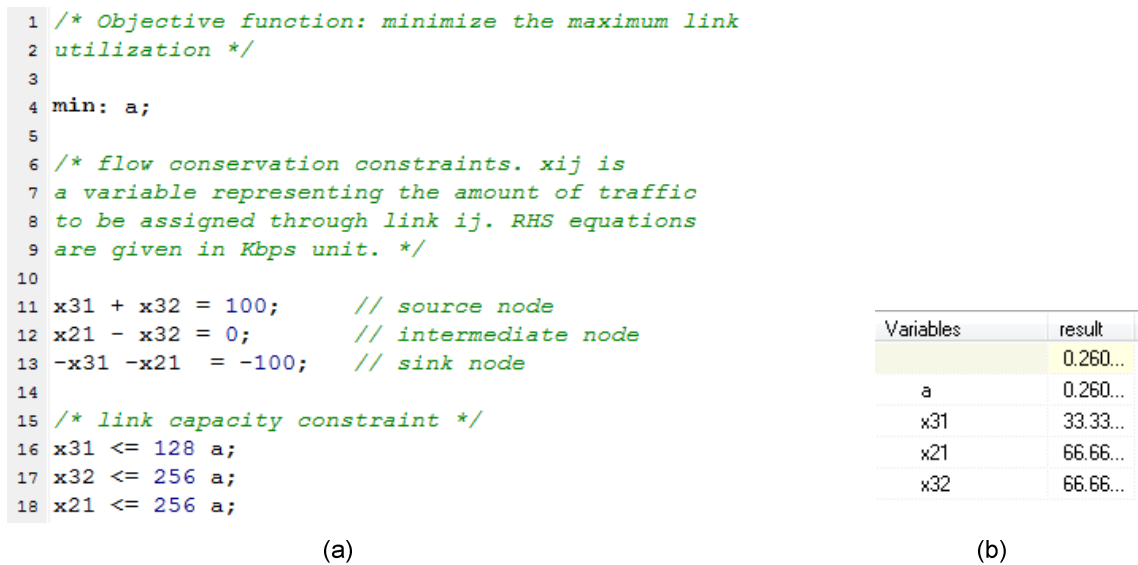 1 /* Objective function: minimize the maximum link
2 utilization */
3
4 min: a;
5
6 /* flow conservation constraints. xij is
7 a variable representing the amount of traffic
8 to be assigned through link ij. RHS equations
9 are given in Kbps unit. */
10
11 x31 + x32 = 100; // source node
12 x21 - x32 = 0; // intermediate node
13 -x31 -x21 = -100; // sink node
14
15 /* link capacity constraint */
16 x31 <= 128 a;
17 x32 <= 256 a;
18 x21 <= 256 a;
(a)
Variables result
0.260...
a 0.260...
x31 33.33...
x21 66.66...
x32 66.66...
(b)